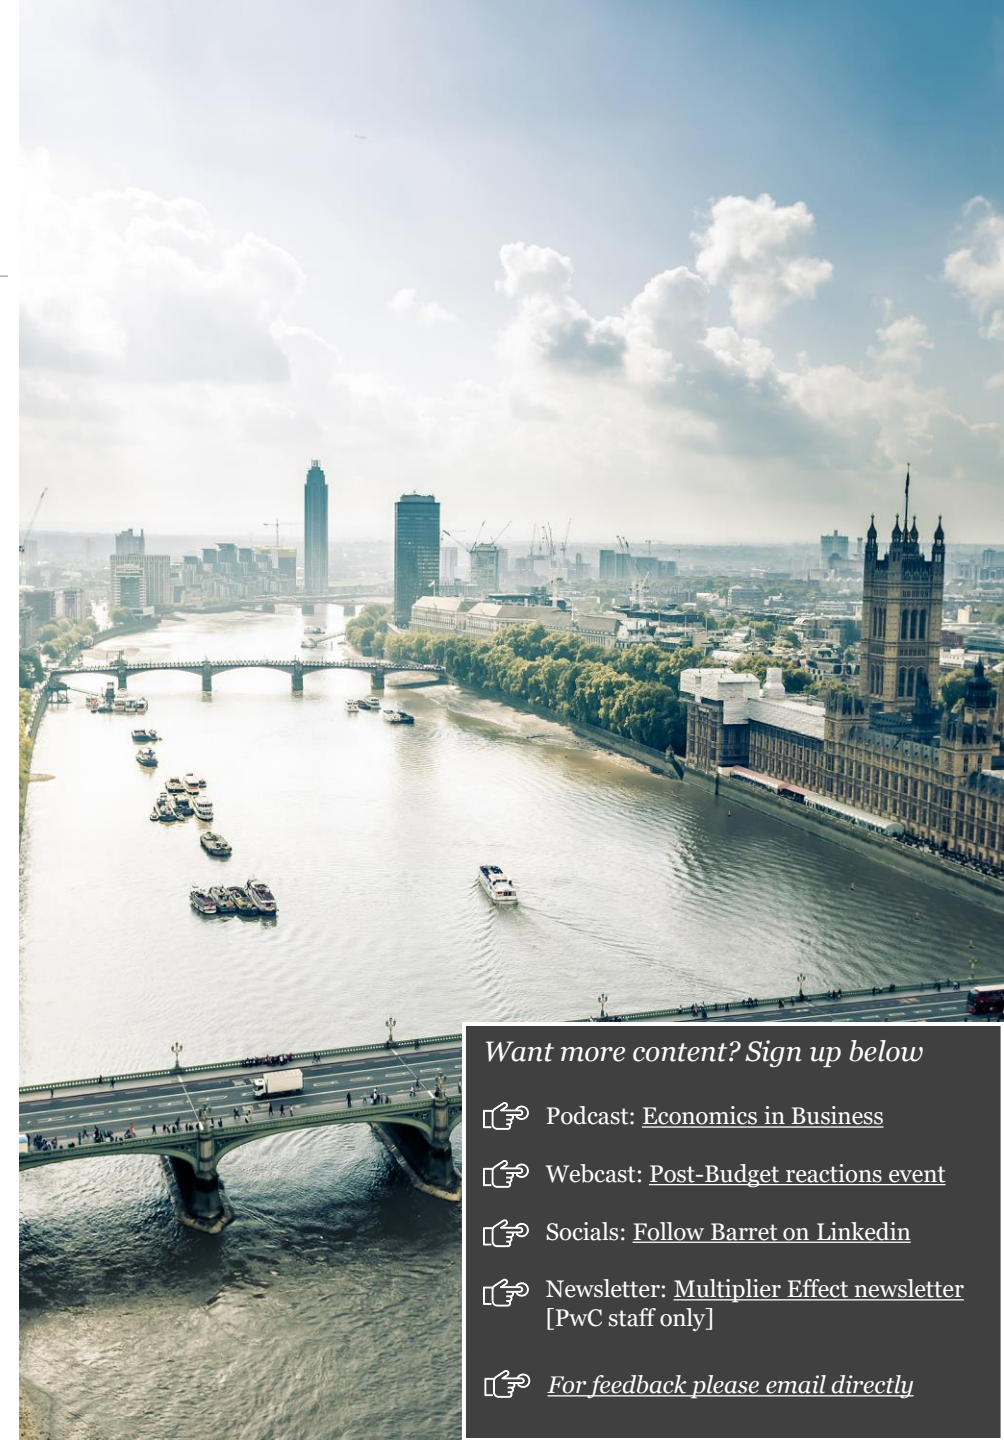 Want more content? Sign up below
Podcast: Economics in Business
Webcast: Post-Budget reactions event
Socials: Follow Barret on Linkedin
Newsletter: Multiplier Effect newsletter
[PwC staff only]
For feedback please email directly